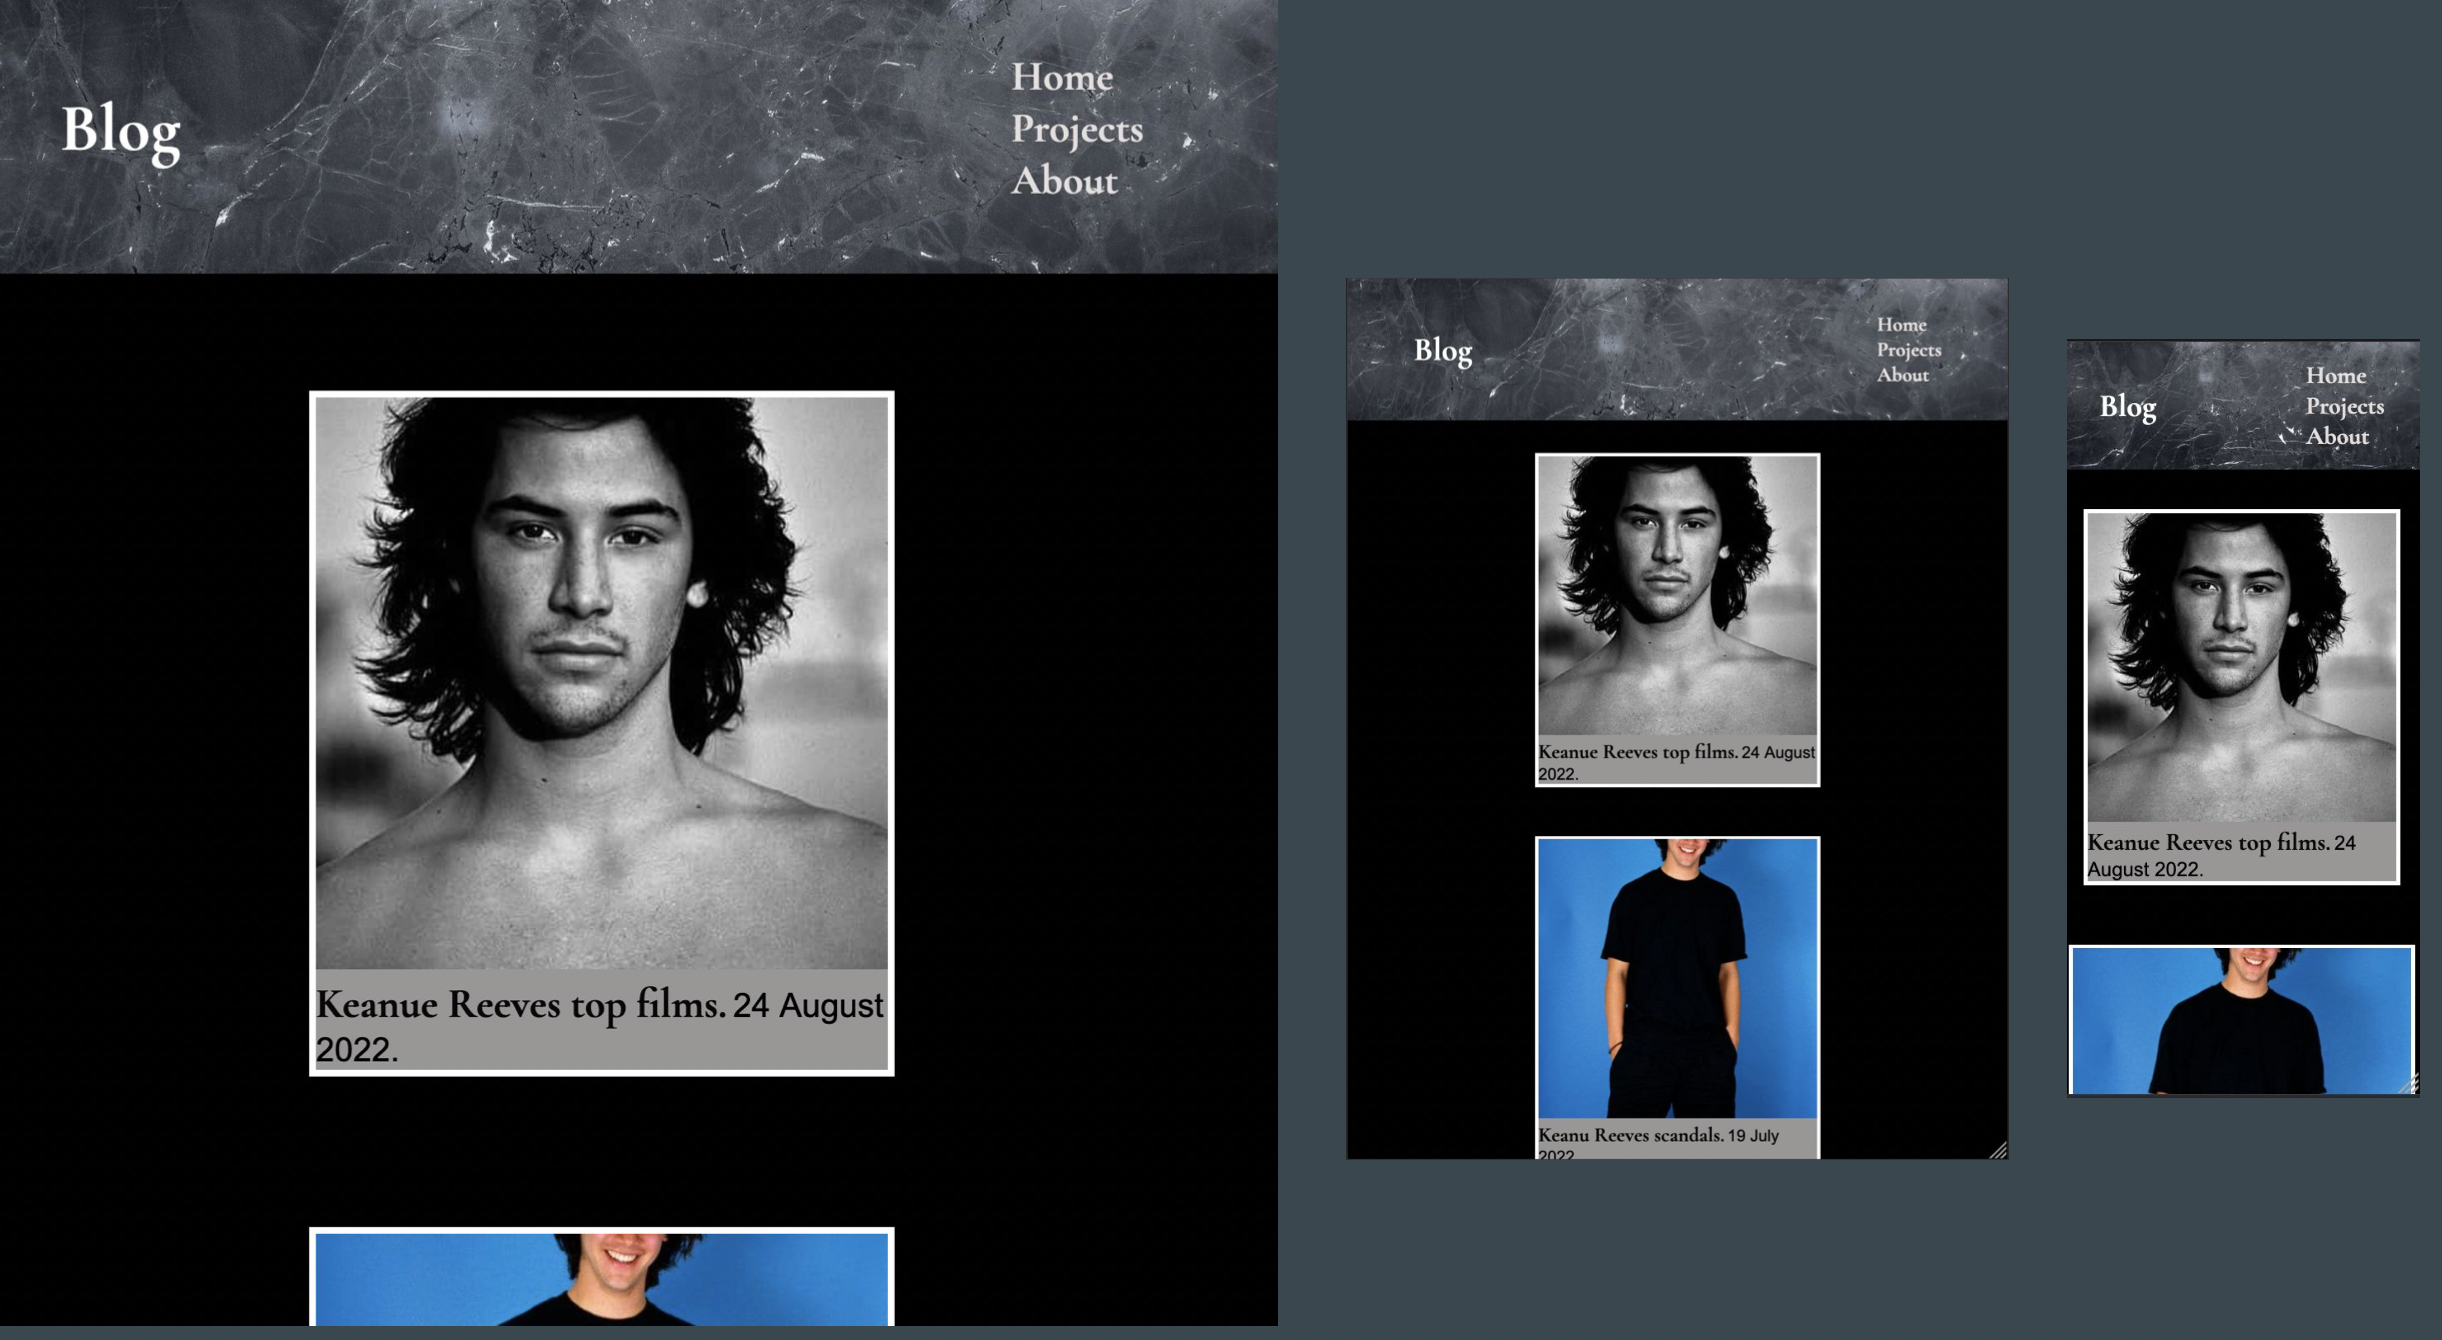 Blog
Home
Projects
About
Keanue Reeves top films. 24 August
2022.
Blog
Home
Projects
About
Keanue Reeves top films. 24 August
2022.
Keanu Reeves scandals. 19 July
2022
Blog
Home
Projects
About
Keanue Reeves top films. 24
August 2022.